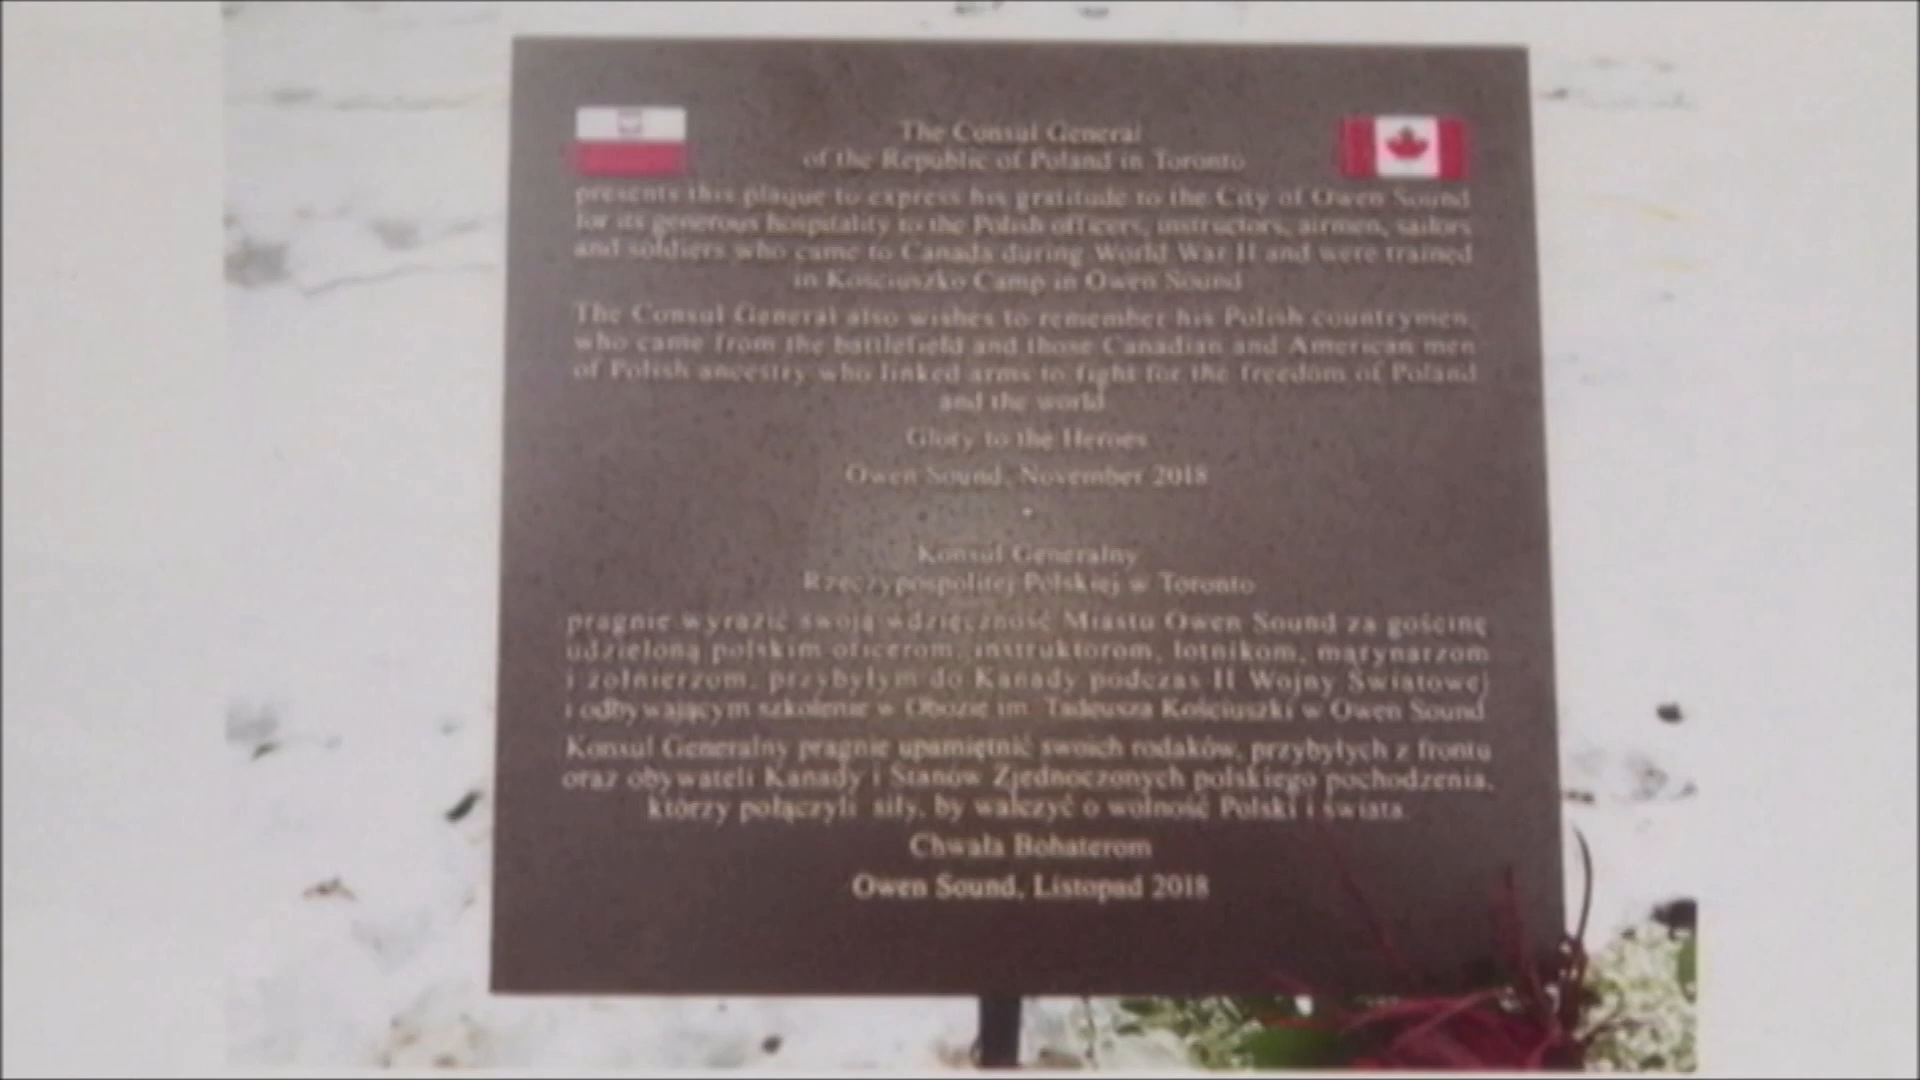 The Consul General
of the Republic of Poland in Toronto
presents this plaque to express his gratitude to the City of Owen Sound
for its generous hospitality to the Polish officers, instructors, airmen, sailors
and soldiers who came to Canada during World War II and were trained
in Kosciuszko Camp in Owen Sound
The Consul General also wishes to remember his Polish countrymen,
who came from the battlefield and those Canadian and American men
of Polish ancestry who linked arms to fight for the freedom of Poland
and the world
Glory to the Heroes
Owen Sound, November 2018
Konsul Generalny
Rzeczypospolitej Polskiej w Toronto
pragnie wyrazić swoją wdzięczność Miastu Owen Sound za gościnę
udzieloną polskim oficerom, instruktorom, lotnikom, marynarzom
i żołnierzom, przybyłym do Kanady podczas II Wojny Światowej
i odbywającym szkolenie w Obozie im. Tadeusza Kościuszki w Owen Sound
Konsul Generalny pragnie upamiętnić swoich rodaków, przybyłych z frontu
oraz obywateli Kanady i Stanów Zjednoczonych polskiego pochodzenia,
którzy połączyli siły, by walczyć o wolność Polski i świata.
Chwała Bohaterom
Owen Sound, Listopad 2018